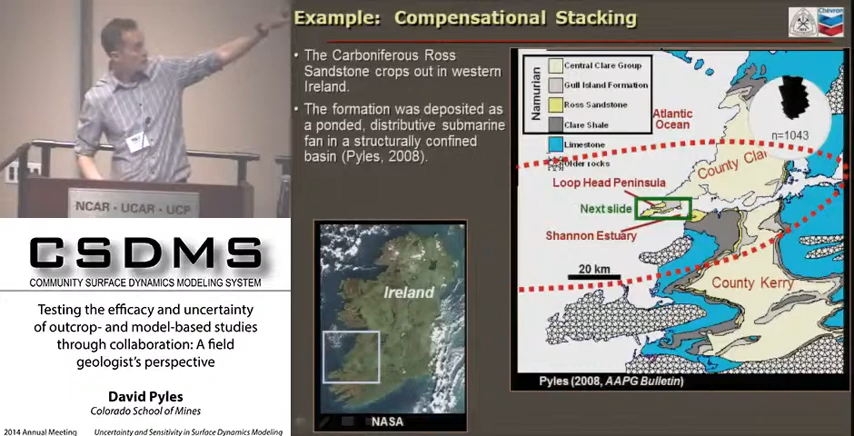 Example: Compensational Stacking
Chevron
• The Carboniferous Ross
Sandstone crops out in western
Ireland.
• The formation was deposited as
a ponded, distributive submarine
fan in a structurally confined
basin (Pyles, 2008).
Namurian
Central Clare Group
Gull Island Formation
Ross Sandstone
Clare Shale
Limestone
Older rocks
Atlantic
Ocean
n=1043
County Clare
Loop Head Peninsula
Next slide
Shannon Estuary
20 km
County Kerry
Pyles (2008, AAPG Bulletin)
Ireland
NASA
NCAR - UCAR - UCP
CSDMS
COMMUNITY SURFACE DYNAMICS MODELING SYSTEM
Testing the efficacy and uncertainty
of outcrop- and model-based studies
through collaboration: A field
geologist's perspective
David Pyles
Colorado School of Mines
2014 Annual Meeting Uncertainty and Sensitivity in Surface Dynamics Modeling